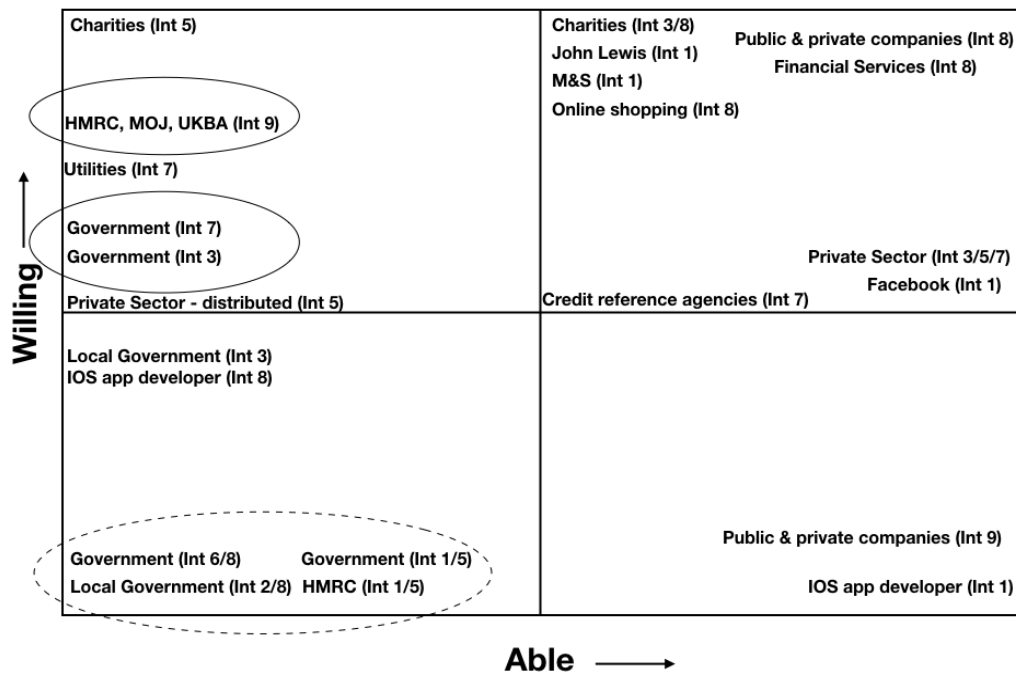 Charities (Int 5)
HMRC, MOJ, UKBA (Int 9)
Utilities (Int 7)
Government (Int 7)
Government (Int 3)
Private Sector - distributed (Int 5)
Charities (Int 3/8)
John Lewis (Int 1)
M&S (Int 1)
Online shopping (Int 8)
Public & private companies (Int 8)
Financial Services (Int 8)
Private Sector (Int 3/5/7)
Facebook (Int 1)
Credit reference agencies (Int 7)
Willing
Local Government (Int 3)
IOS app developer (Int 8)
Government (Int 6/8)
Government (Int 1/5)
Local Government (Int 2/8)
HMRC (Int 1/5)
Public & private companies (Int 9)
IOS app developer (Int 1)
Able